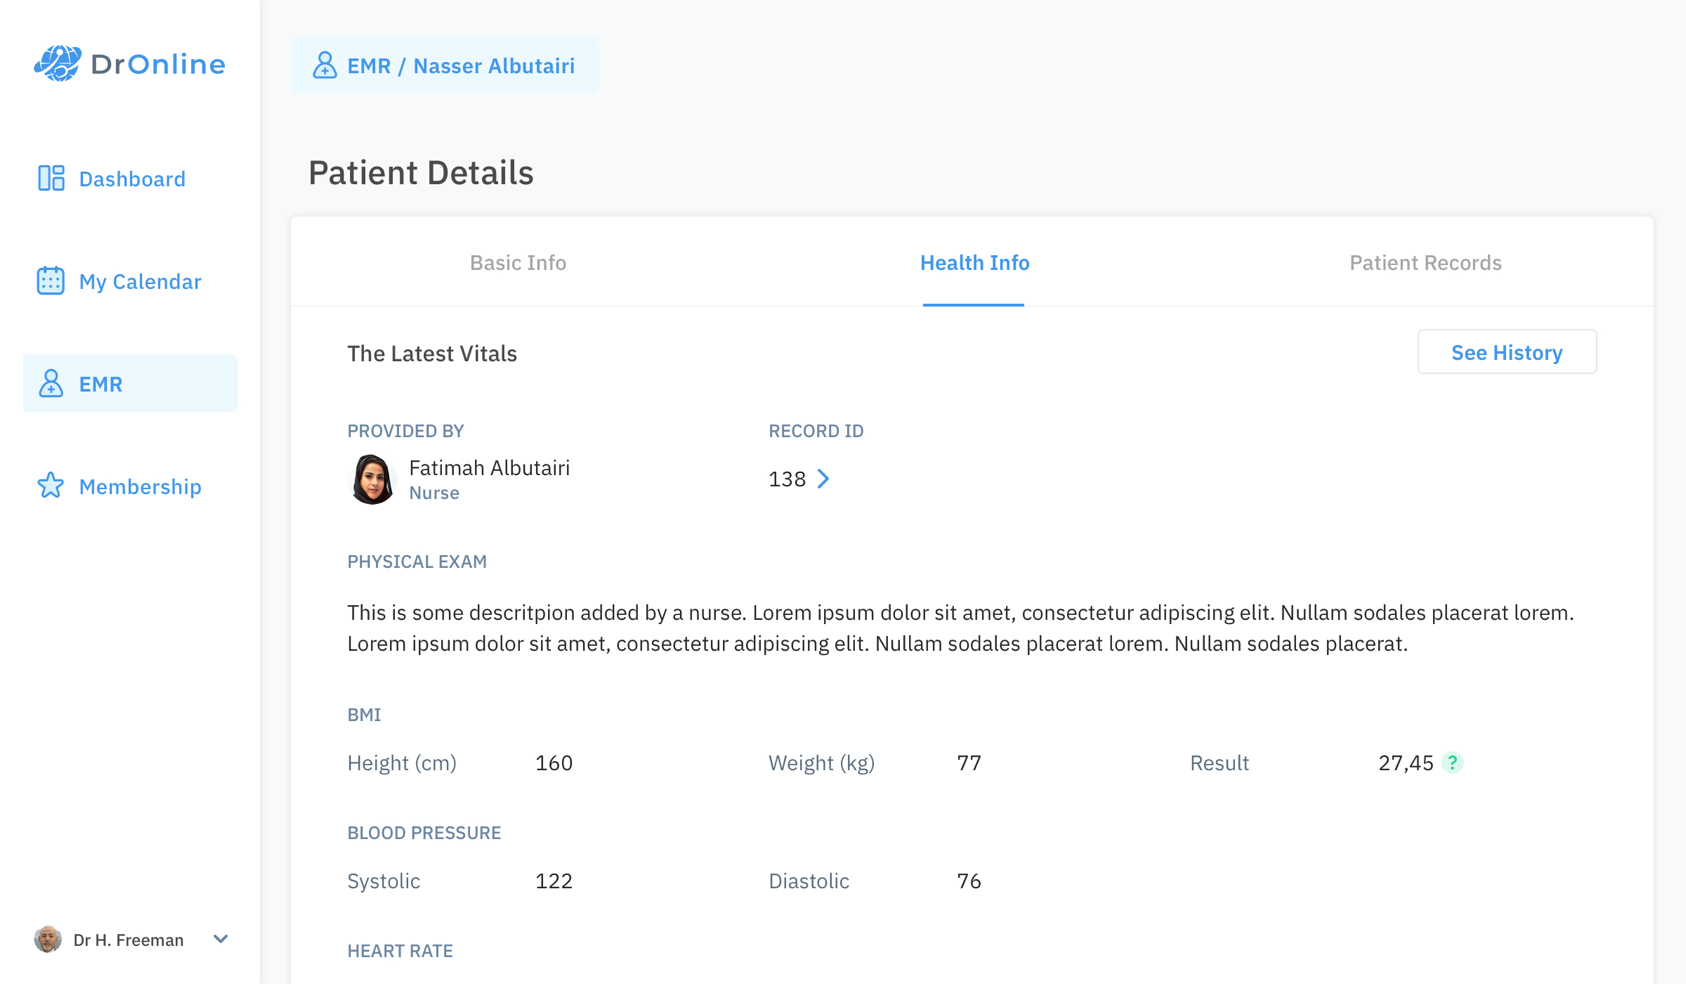 DrOnline
EMR / Nasser Albutairi
Dashboard
My Calendar
EMR
Membership
Dr H. Freeman
Patient Details
Basic Info
Health Info
Patient Records
The Latest Vitals
See History
PROVIDED BY
RECORD ID
Fatimah Albutairi
Nurse
138
PHYSICAL EXAM
This is some descritpion added by a nurse. Lorem ipsum dolor sit amet, consectetur adipiscing elit. Nullam sodales placerat lorem.
Lorem ipsum dolor sit amet, consectetur adipiscing elit. Nullam sodales placerat lorem. Nullam sodales placerat.
BMI
Height (cm) 160 Weight (kg) 77 Result 27,45 ?
BLOOD PRESSURE
Systolic 122 Diastolic 76
HEART RATE